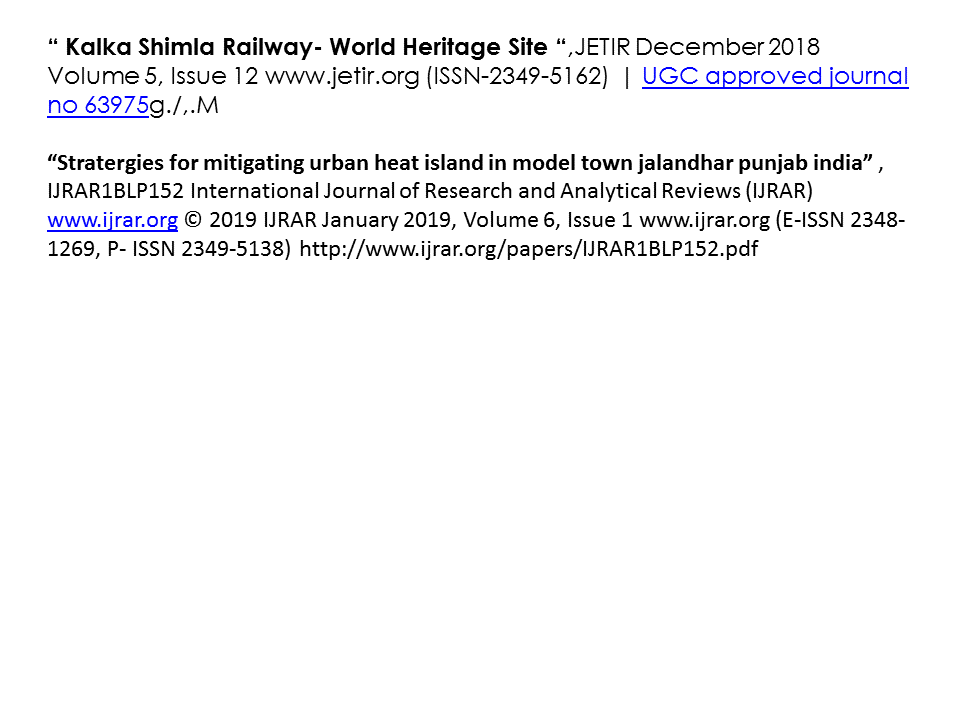 “ Kalka Shimla Railway- World Heritage Site “,JETIR December 2018
Volume 5, Issue 12 www.jetir.org (ISSN-2349-5162) | UGC approved journal
no 63975g./,.M
“Stratergies for mitigating urban heat island in model town jalandhar punjab india” ,
IJRAR1BLP152 International Journal of Research and Analytical Reviews (IJRAR)
www.ijrar.org © 2019 IJRAR January 2019, Volume 6, Issue 1 www.ijrar.org (E-ISSN 2348-
1269, P- ISSN 2349-5138) http://www.ijrar.org/papers/IJRAR1BLP152.pdf